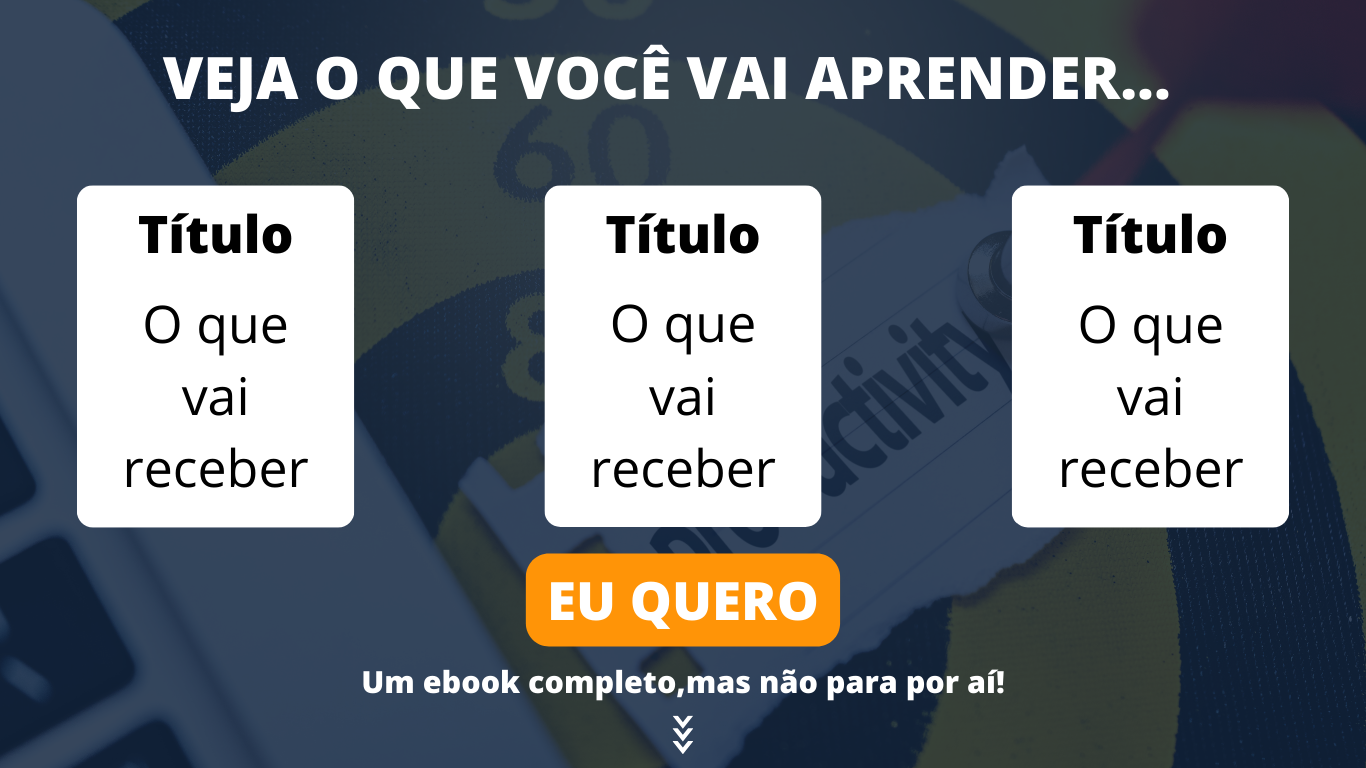 VEJA O QUE VOCÊ VAI APRENDER...
60
Título
O que
vai
receber
Título
O que
vai
receber
Título
O que
vai
receber
EU QUERO
Um ebook completo,mas não para por aí!